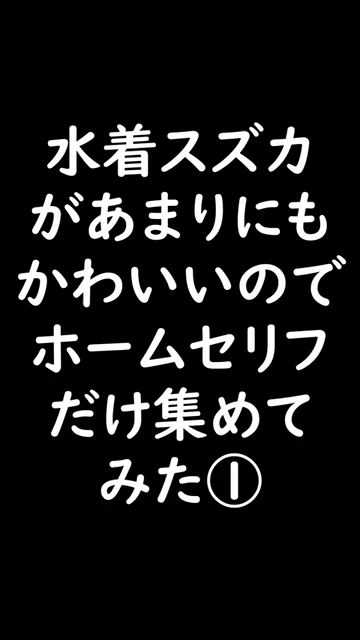 水着スズカ
があまりにも
かわいいので
ホームセリフ
だけ集めて
みた①